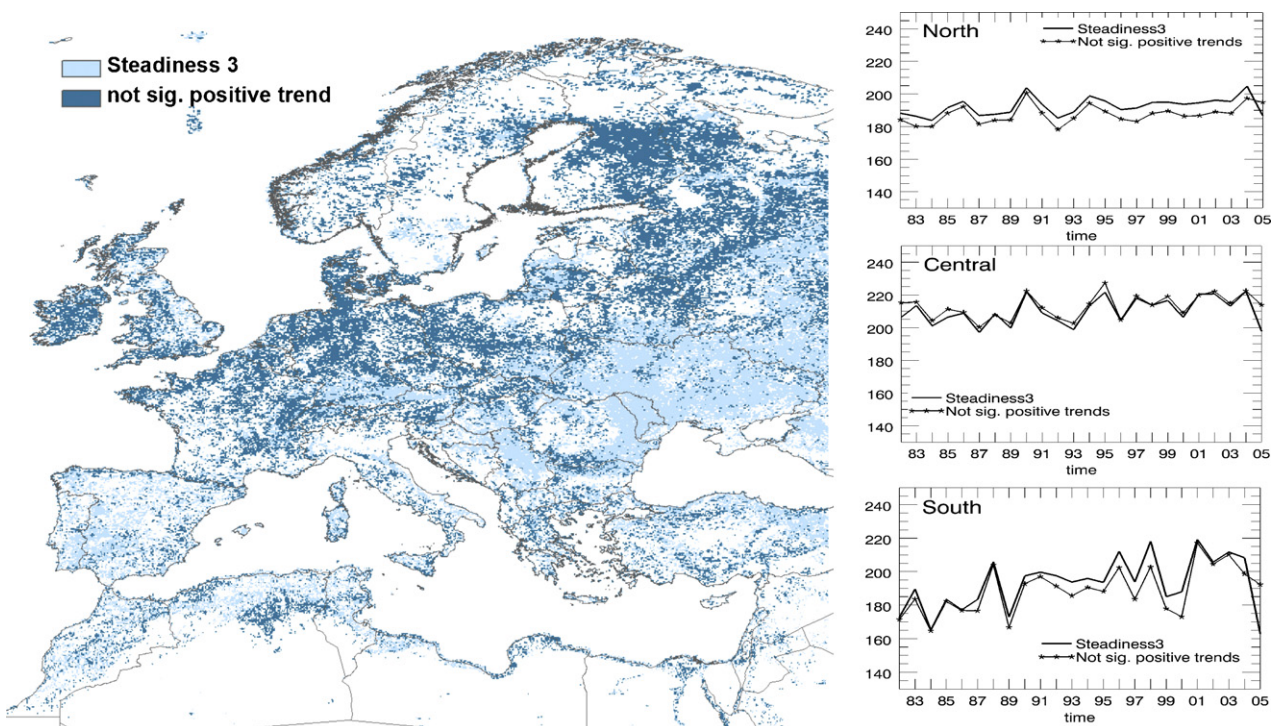 Steadiness 3
not sig. positive trend
North
Steadiness3
Not sig. positive trends
240
220
200
180
160
140
83 85 87 89 91 93 95 97 99 01 03 05
time
Central
240
220
200
180
160
140
Steadiness3
Not sig. positive trends
83 85 87 89 91 93 95 97 99 01 03 05
time
South
240
220
200
180
160
140
Steadiness3
Not sig. positive trends
83 85 87 89 91 93 95 97 99 01 03 05
time